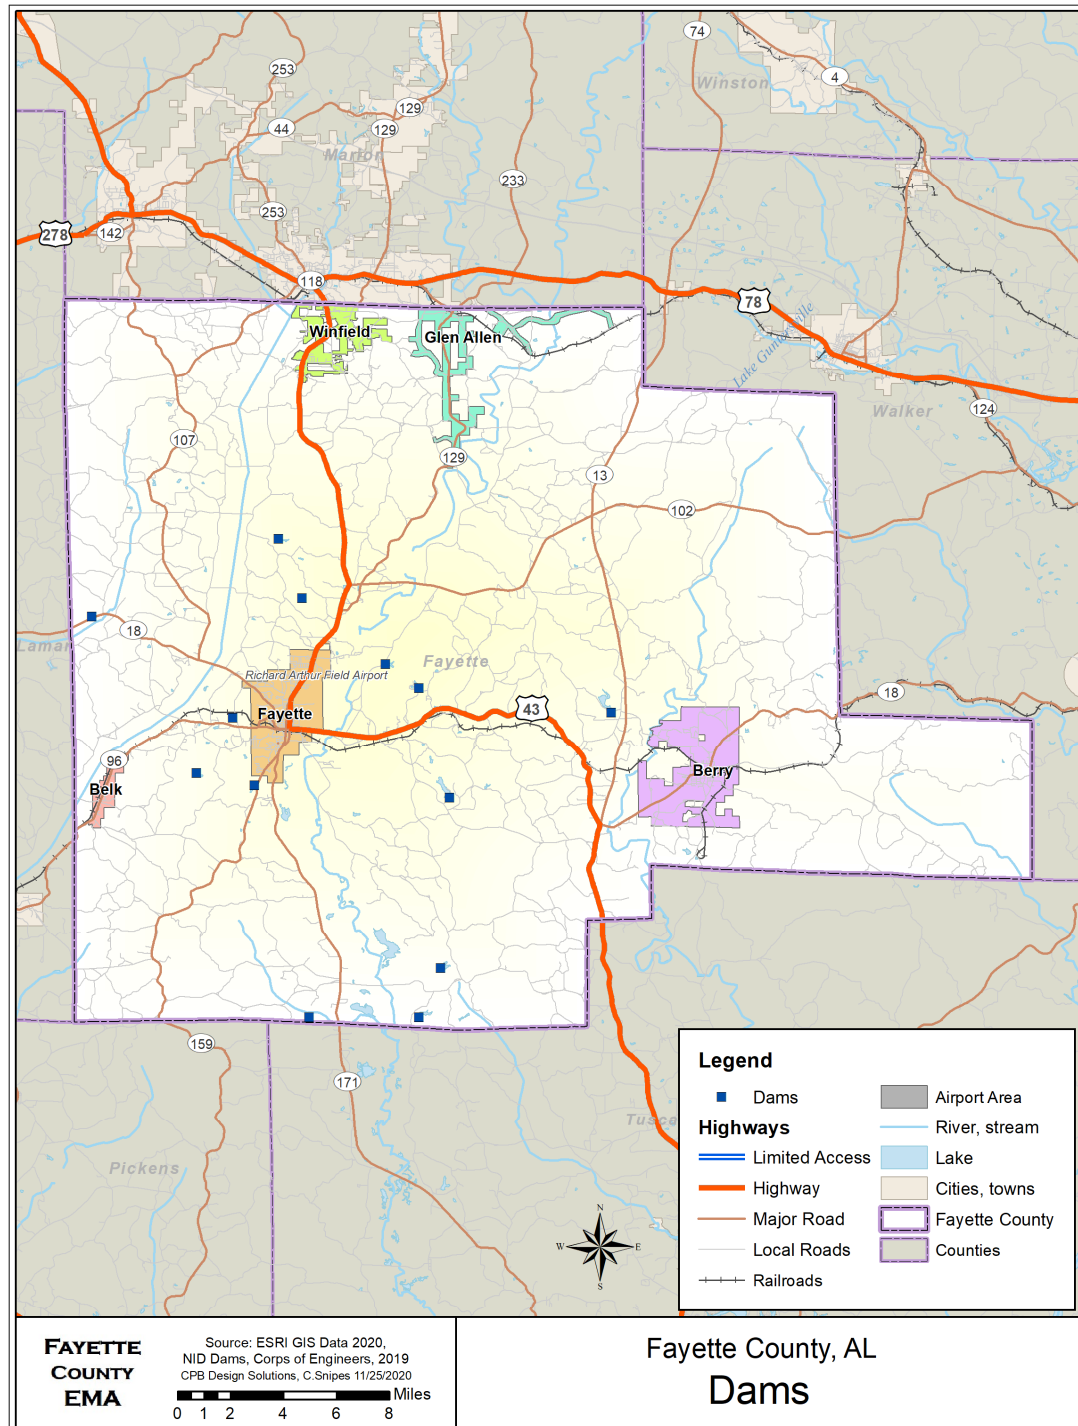 74
Winston
4
253
129
44
129
Marion
233
253
278
142
118
78
Winfield
Glen Allen
Lake Guntersville
Walker
124
107
129
13
102
18
Lamar
Fayette
Richard Arthur Field Airport
18
Fayette
43
96
Belk
Berry
159
171
Pickens
Tusca
N
W
E
S
Legend
Dams
Highways
Limited Access
Highway
Major Road
Local Roads
Railroads
Airport Area
River, stream
Lake
Cities, towns
Fayette County
Counties
FAYETTE
COUNTY
EMA
Source: ESRI GIS Data 2020,
NID Dams, Corps of Engineers, 2019
CPB Design Solutions, C.Snipes 11/25/2020
Miles
0 1 2 4 6 8
Fayette County, AL
Dams